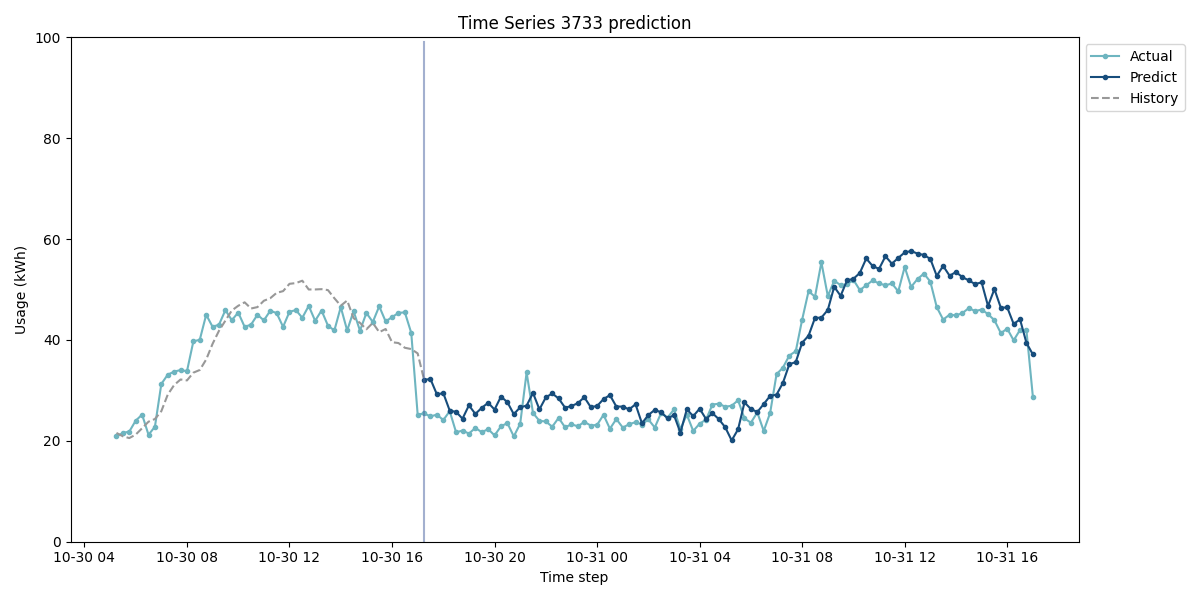 Time Series 3733 prediction
Actual
Predict
History
Usage (kWh)
100
80
60
40
20
0
10-30 04
10-30 08
10-30 12
10-30 16
10-30 20
10-31 00
10-31 04
10-31 08
10-31 12
10-31 16
Time step